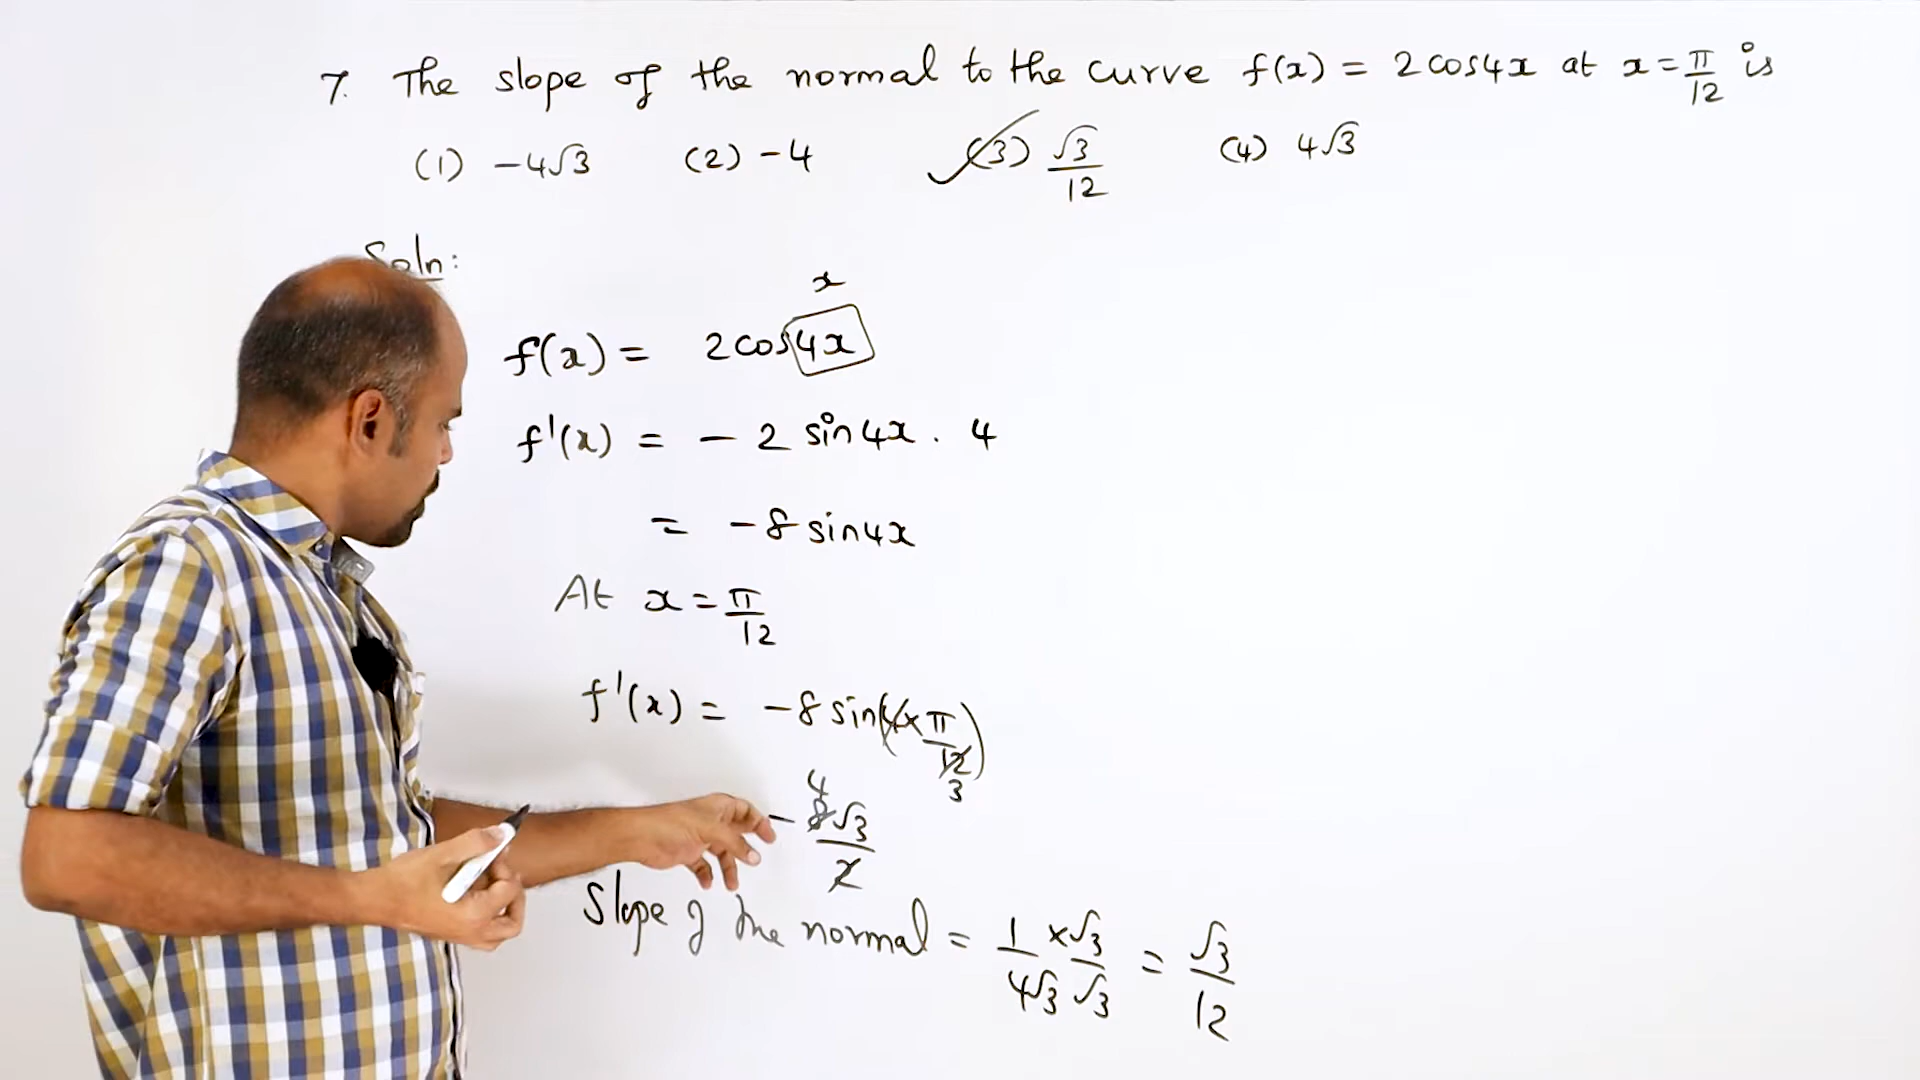 7. The slope of the normal to the curve f(x) = 2cos4x at x = π/12 is
(1) -4√3 (2) -4 (3) √3/12 (4) 4√3
Soln:
x
f(x) = 2cos4x
f'(x) = - 2 sin4x . 4
= -8 sin4x
At x = π/12
f'(x) = -8 sin(4×π/12)
3
4
- 8√3/2
Slope of the normal = 1/4√3 × √3/√3 = √3/12